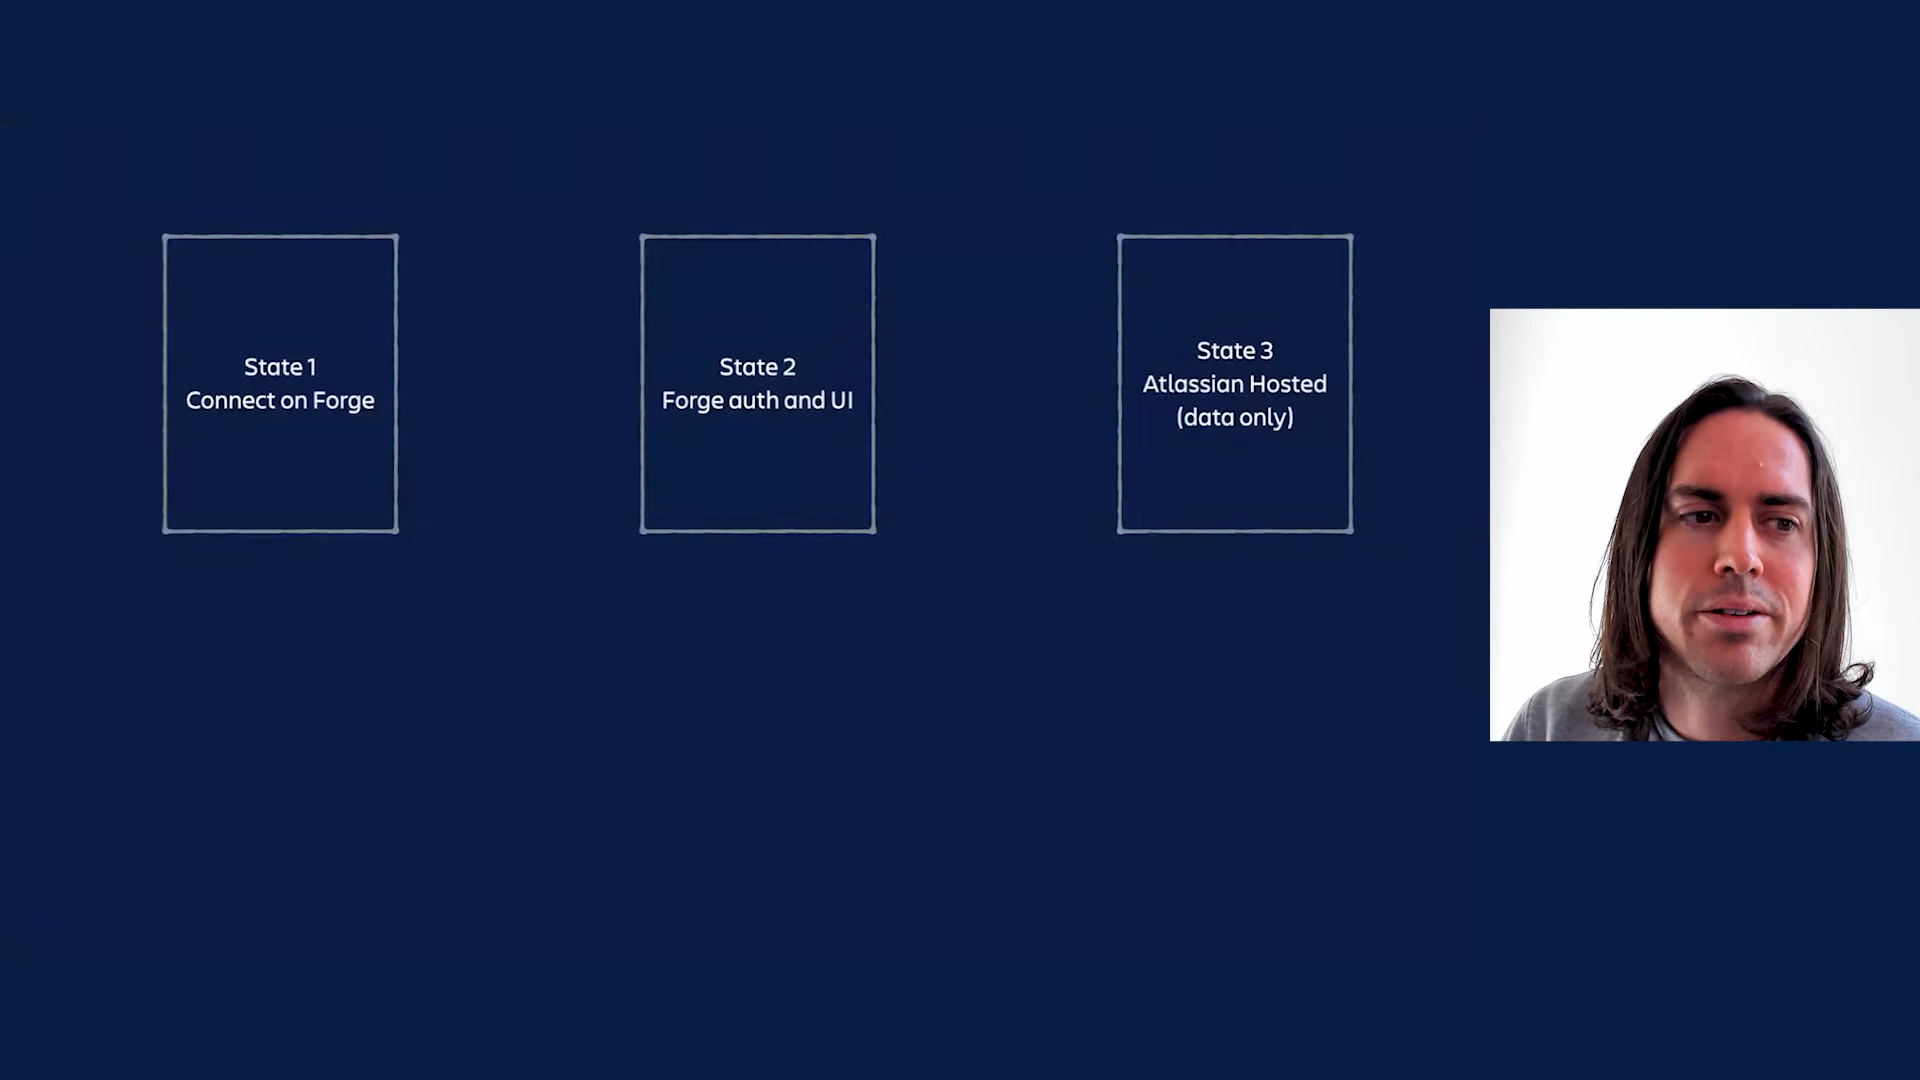 State 1
Connect on Forge
State 2
Forge auth and UI
State 3
Atlassian Hosted
(data only)